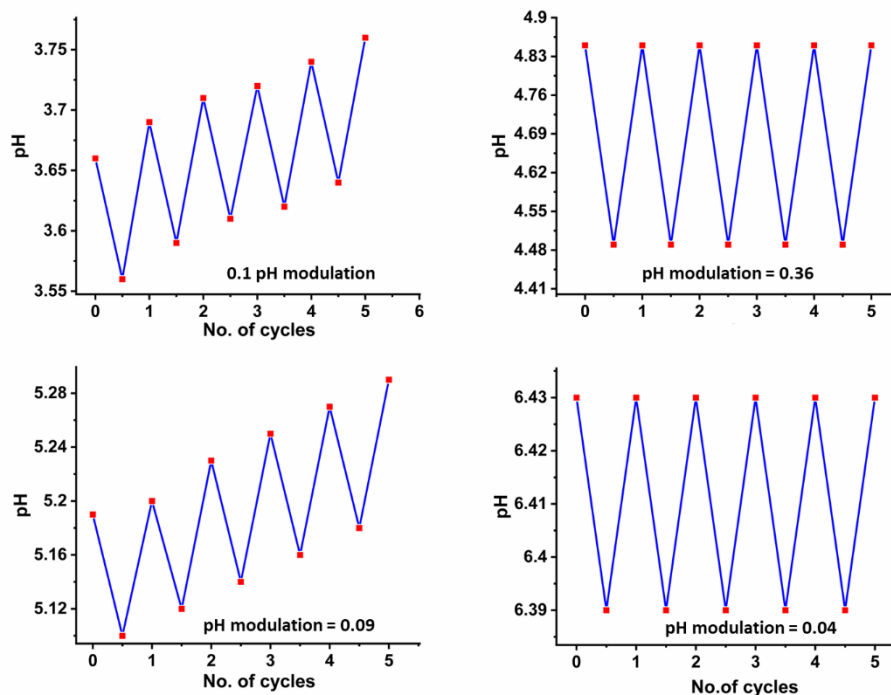 pH
3.75
3.7
3.65
3.6
3.55
0.1 pH modulation
0 1 2 3 4 5 6
No. of cycles
pH
4.9
4.83
4.76
4.69
4.62
4.55
4.48
4.41
pH modulation = 0.36
0 1 2 3 4 5
No. of cycles
pH
5.28
5.24
5.2
5.16
5.12
pH modulation = 0.09
0 1 2 3 4 5
No. of cycles
pH
6.43
6.42
6.41
6.4
6.39
pH modulation = 0.04
0 1 2 3 4 5
No.of cycles